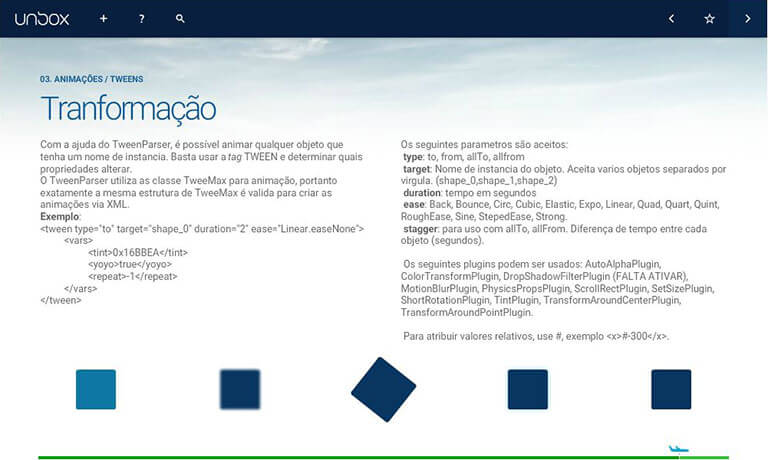 unbox + ?
03. ANIMAÇÕES / TWEENS
Tranformação
Com a ajuda do TweenParser, é possível animar qualquer objeto que
tenha um nome de instancia. Basta usar a tag TWEEN e determinar quais
propriedades alterar.
O TweenParser utiliza as classe TweeMax para animação, portanto
exatamente a mesma estrutura de TweeMax é valida para criar as
animações via XML.
Exemplo:
<tween type="to" target="shape_0" duration="2" ease="Linear.easeNone">
<vars>
<tint>0x16BBEA</tint>
<yoyo>true</yoyo>
<repeat>-1</repeat>
</vars>
</tween>
Os seguintes parametros são aceitos:
type: to, from, allTo, allfrom
target: Nome de instancia do objeto. Aceita varios objetos separados por
virgula. (shape_0,shape_1,shape_2)
duration: tempo em segundos
ease: Back, Bounce, Circ, Cubic, Elastic, Expo, Linear, Quad, Quart, Quint,
RoughEase, Sine, StepedEase, Strong.
stagger: para uso com allTo, allFrom. Diferença de tempo entre cada
objeto (segundos).
Os seguintes plugins podem ser usados: AutoAlphaPlugin,
ColorTransformPlugin, DropShadowFilterPlugin (FALTA ATIVAR),
MotionBlurPlugin, PhysicsPropsPlugin, ScrollRectPlugin, SetSizePlugin,
ShortRotationPlugin, TintPlugin, TransformAroundCenterPlugin,
TransformAroundPointPlugin.
Para atribuir valores relativos, use #, exemplo <x>#-300</x>.